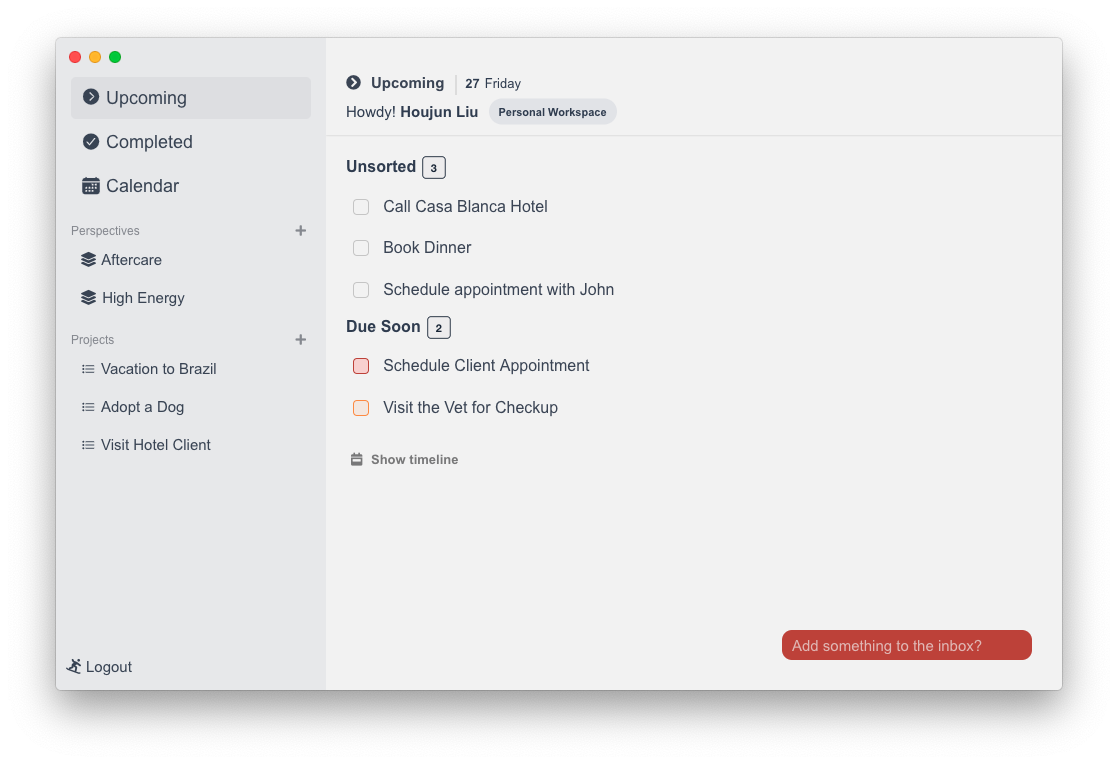 Upcoming
Completed
Calendar
Perspectives
Aftercare
High Energy
Projects
Vacation to Brazil
Adopt a Dog
Visit Hotel Client
Logout
Upcoming 27 Friday
Howdy! Houjun Liu Personal Workspace
Unsorted 3
Call Casa Blanca Hotel
Book Dinner
Schedule appointment with John
Due Soon 2
Schedule Client Appointment
Visit the Vet for Checkup
Show timeline
Add something to the inbox?